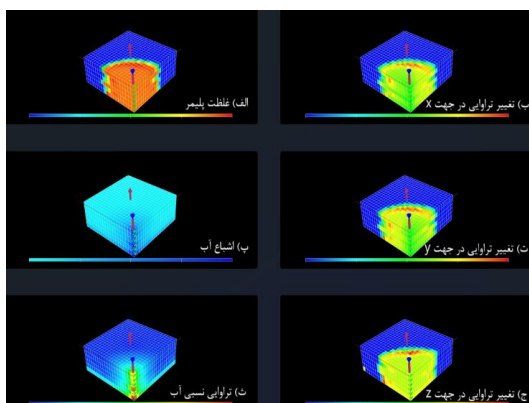 الف) غلظت پلیمر
ب) تغییر تراوایی در جهت x
پ) اشباع آب
ت) تغییر تراوایی در جهت y
ث) تراوایی نسبی آب
ج) تغییر تراوایی در جهت z